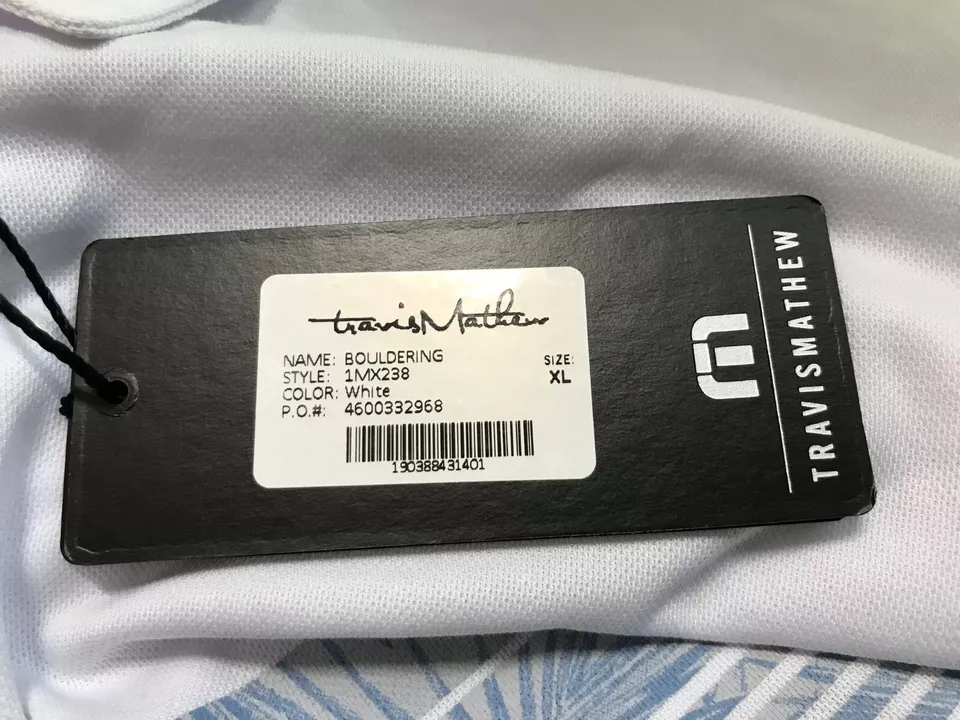 travisMathew
NAME: BOULDERING
STYLE: 1MX238
COLOR: White
P.O.#: 4600332968
SIZE:
XL
190388431401
TRAVISMATHEW